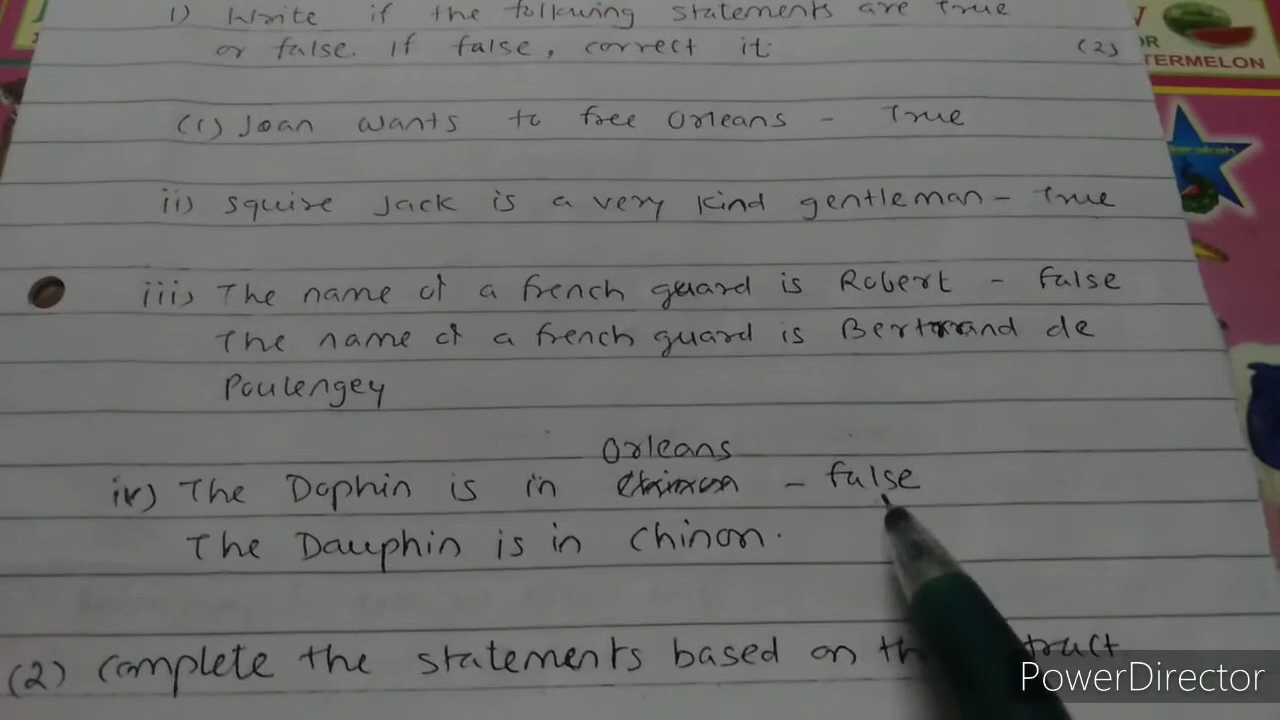 1) Write if the following statements are True
or false. If false, correct it. (2)
(i) Joan wants to free Orleans - True
ii) Squire Jack is a very kind gentleman - True
iii) The name of a french guard is Robert - False
The name of a french guard is Bertrand de
Poulengey
Orleans
iv) The Dophin is in - false
The Dauphin is in Chinon.
(2) Complete the statements based on
OR
TERMELON
PowerDirector